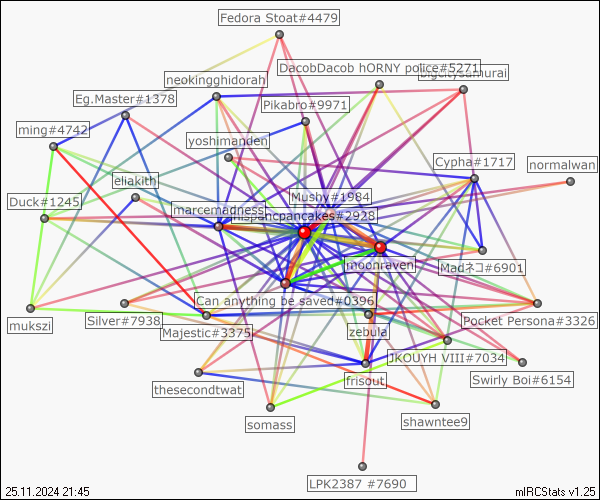 Fedora Stoat#4479
DacobDacob hORNY police#5271
neokingghidorah
Eg.Master#1378
Pikabro#9971
ming#4742
yoshimanden
Cypha#1717
normalwan
eliakith
Mushy#1984
Duck#1245
marcemadness
moonraven
Madネコ#6901
Can anything be saved#0396
mukszi
Silver#7938
Majestic#3375
zebula
Pocket Persona#3326
JKOUYH VIII#7034
frisout
Swirly Boi#6154
thesecondtwat
somass
shawntee9
LPK2387 #7690
25.11.2024 21:45
mIRCStats v1.25